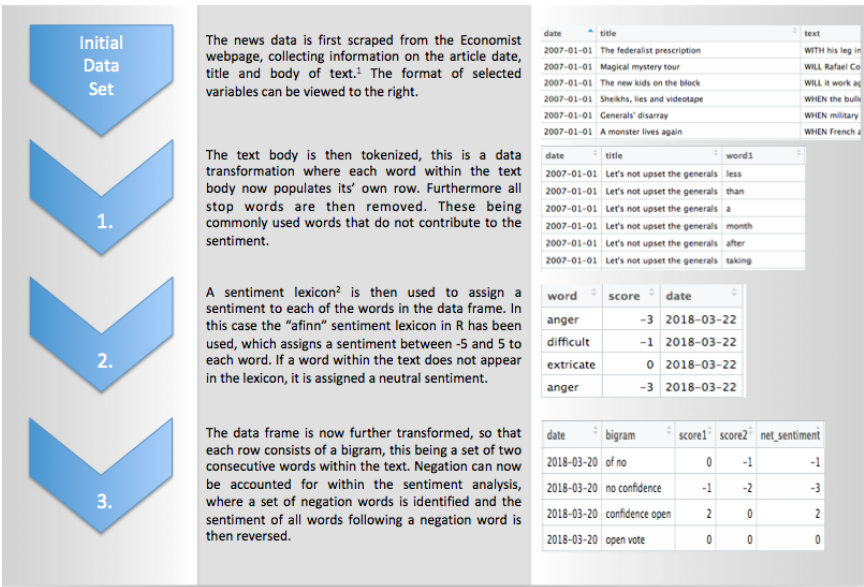 Initial
Data
Set
The news data is first scraped from the Economist
webpage, collecting information on the article date,
title and body of text.¹ The format of selected
variables can be viewed to the right.
date title text
2007-01-01 The federalist prescription WITH his leg in
2007-01-01 Magical mystery tour WILL Rafael Co
2007-01-01 The new kids on the block WILL it work ag
2007-01-01 Sheikhs, lies and videotape WHEN the bull
2007-01-01 Generals' disarray WHEN military
2007-01-01 A monster lives again WHEN French a
1.
The text body is then tokenized, this is a data
transformation where each word within the text
body now populates its' own row. Furthermore all
stop words are then removed. These being
commonly used words that do not contribute to the
sentiment.
date title word1
2007-01-01 Let's not upset the generals less
2007-01-01 Let's not upset the generals than
2007-01-01 Let's not upset the generals a
2007-01-01 Let's not upset the generals month
2007-01-01 Let's not upset the generals after
2007-01-01 Let's not upset the generals taking
2.
A sentiment lexicon² is then used to assign a
sentiment to each of the words in the data frame. In
this case the “afinn” sentiment lexicon in R has been
used, which assigns a sentiment between -5 and 5 to
each word. If a word within the text does not appear
in the lexicon, it is assigned a neutral sentiment.
word score date
anger -3 2018-03-22
difficult -1 2018-03-22
extricate 0 2018-03-22
anger -3 2018-03-22
3.
The data frame is now further transformed, so that
each row consists of a bigram, this being a set of two
consecutive words within the text. Negation can now
be accounted for within the sentiment analysis,
where a set of negation words is identified and the
sentiment of all words following a negation word is
then reversed.
date bigram score1 score2 net_sentiment
2018-03-20 of no 0 -1 -1
2018-03-20 no confidence -1 -2 -3
2018-03-20 confidence open 2 0 2
2018-03-20 open vote 0 0 0